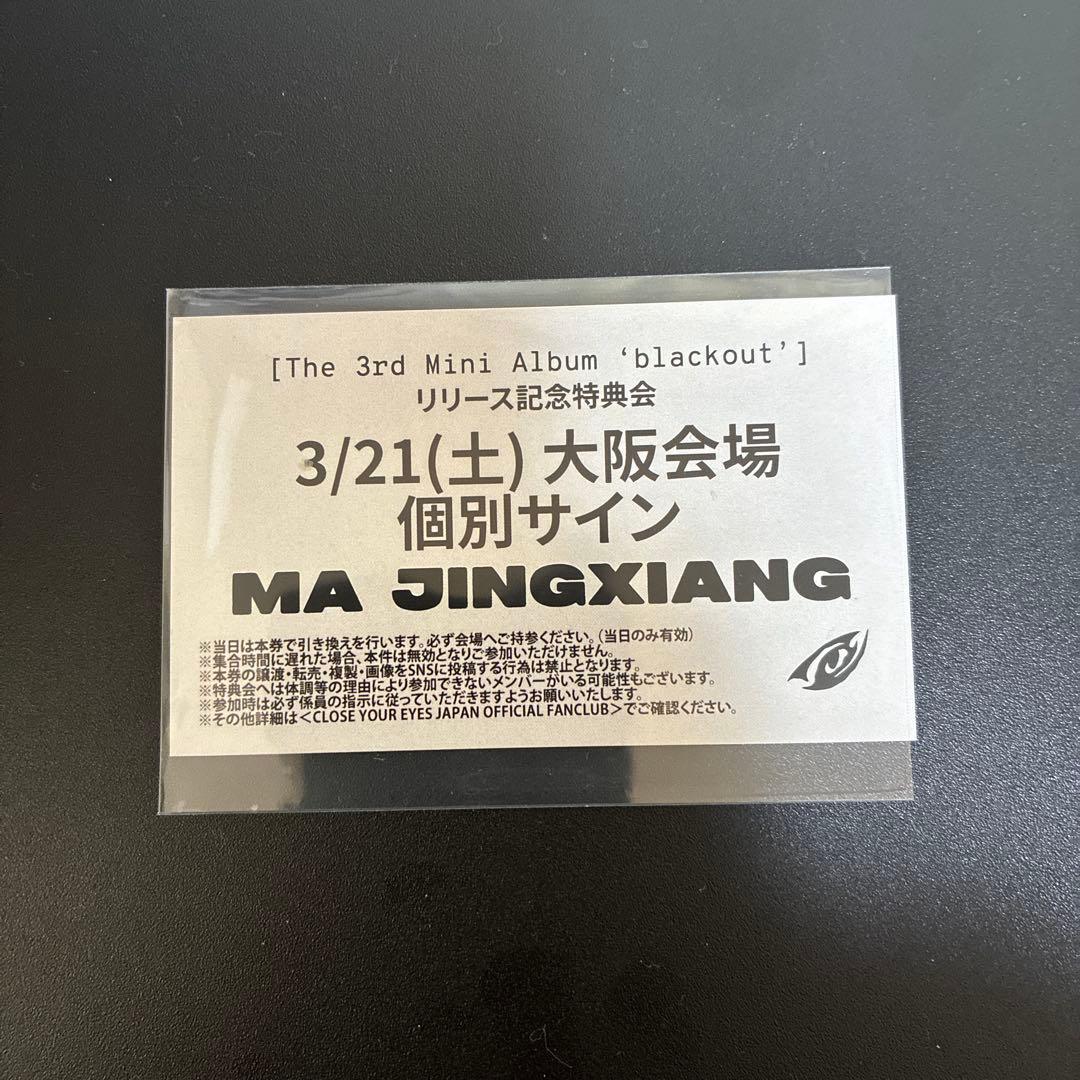 [The 3rd Mini Album ‘blackout’]
リリース記念特典会
3/21(土) 大阪会場
個別サイン
MA JINGXIANG
※当日は本券で引き換えを行います。必ず会場へご持参ください。(当日のみ有効)
※集合時間に遅れた場合、本件は無効となりご参加いただけません。
※本券の譲渡・転売・複製・画像をSNSに投稿する行為は禁止となります。
※特典会へは体調等の理由により参加できないメンバーがいる可能性もございます。
※参加時は必ず係員の指示に従っていただきますようお願いいたします。
※その他詳細は＜CLOSE YOUR EYES JAPAN OFFICIAL FANCLUB＞でご確認ください。